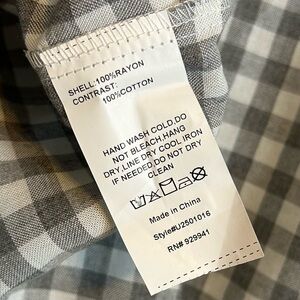 SHELL:100%RAYON
CONTRAST:
100%COTTON
HAND WASH COLD.DO
NOT BLEACH.HANG
DRY.LINE DRY.COOL IRON
IF NEEDED.DO NOT DRY
CLEAN
Made in China
Style#U2501016
RN# 929941